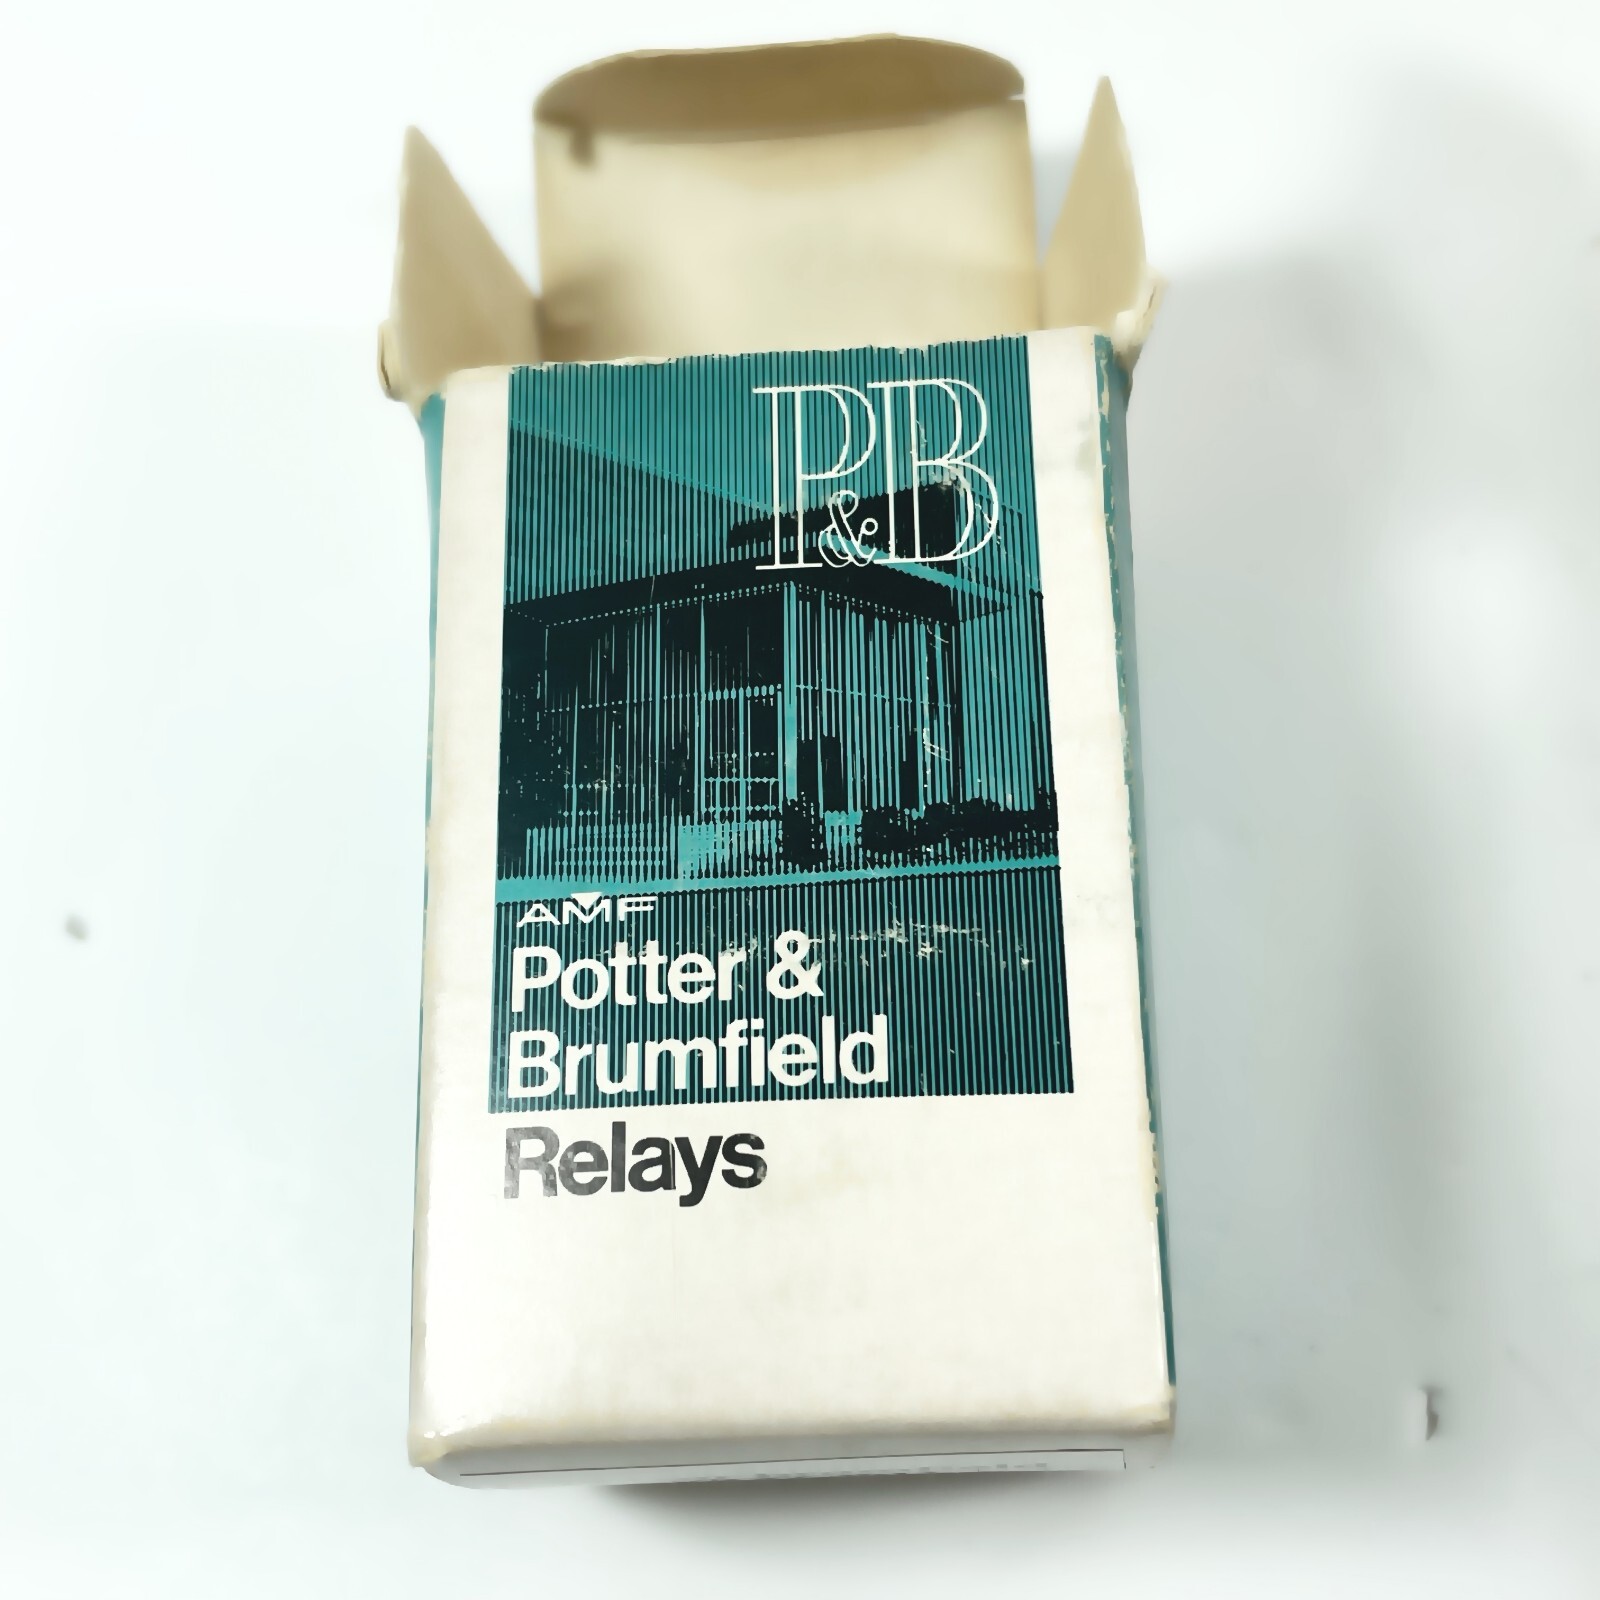 P&B
AMF
Potter &
Brumfield
Relays